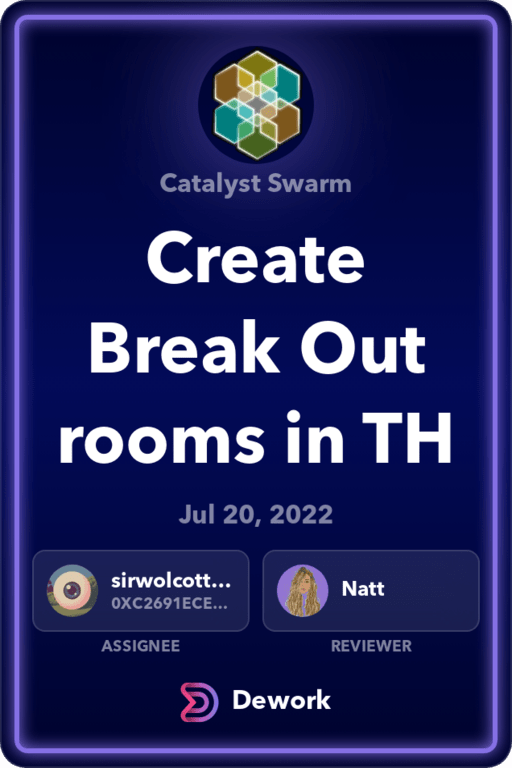 Catalyst Swarm
Create
Break Out
rooms in TH
Jul 20, 2022
sirwolcott...
0XC2691ECE...
Natt
ASSIGNEE
REVIEWER
Dework